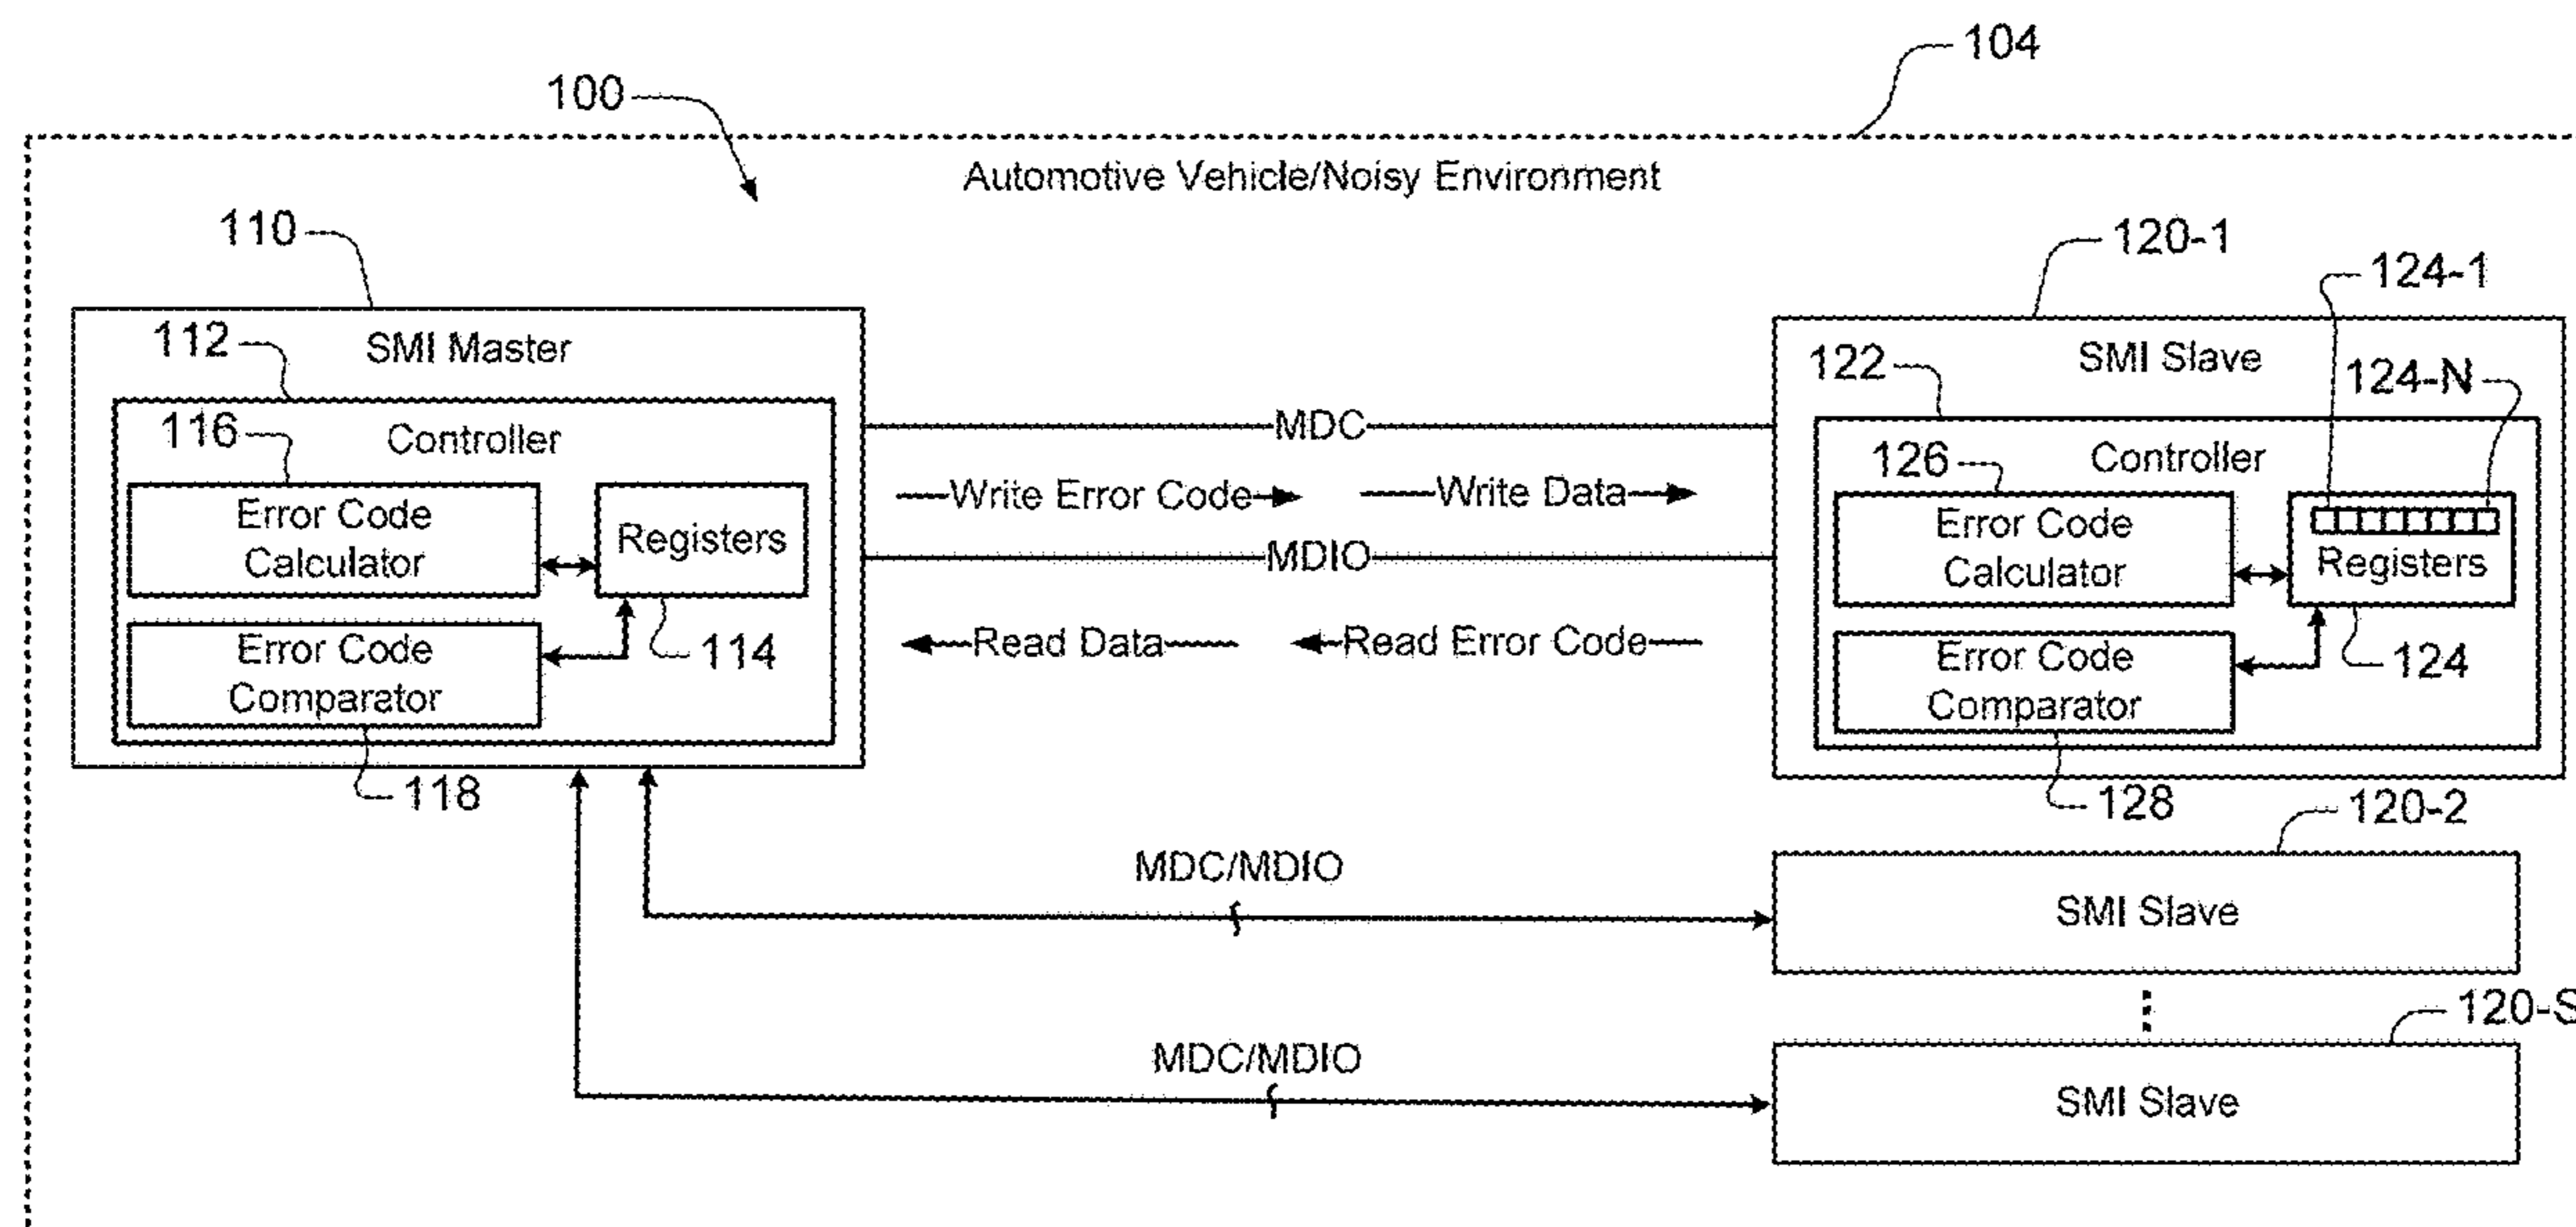 104
100
Automotive Vehicle/Noisy Environment
110
120-1
124-1
SMI Master
112
SMI Slave
122
124-N
116
Controller
MDC
126
Controller
Write Error Code
Write Data
Error Code
Calculator
Registers
Error Code
Calculator
Registers
MDIO
Error Code
Comparator
114
Read Data
Read Error Code
Error Code
Comparator
124
118
128
120-2
MDC/MDIO
SMI Slave
120-S
MDC/MDIO
SMI Slave